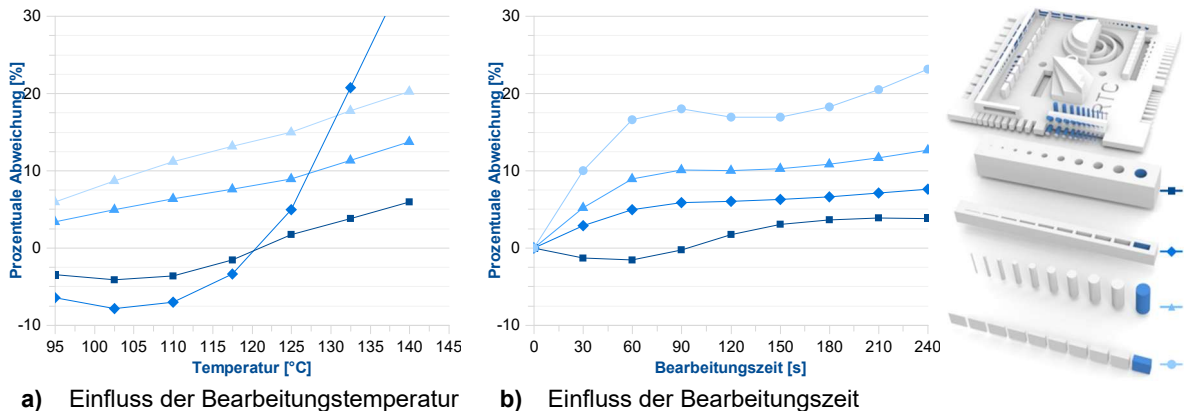 30
20
10
0
-10
Prozentuale Abweichung [%]
95 100 105 110 115 120 125 130 135 140 145
Temperatur [°C]
a) Einfluss der Bearbeitungstemperatur
30
20
10
0
-10
Prozentuale Abweichung [%]
0 30 60 90 120 150 180 210 240
Bearbeitungszeit [s]
b) Einfluss der Bearbeitungszeit
RTC